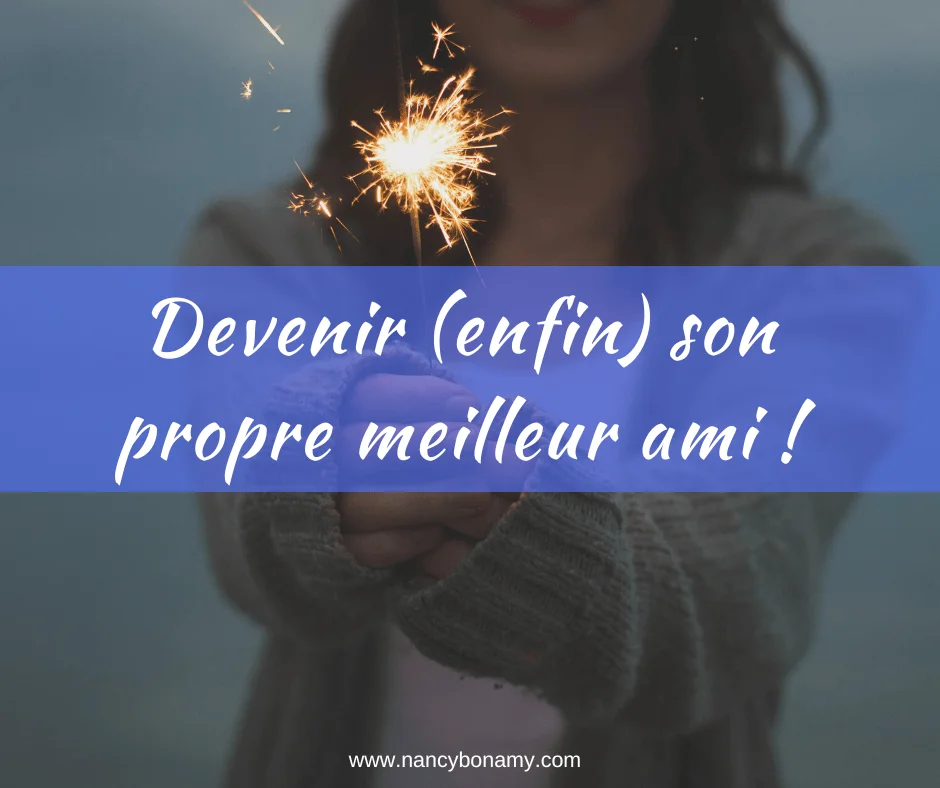 Devenir (enfin) son
propre meilleur ami !
www.nancybonamy.com